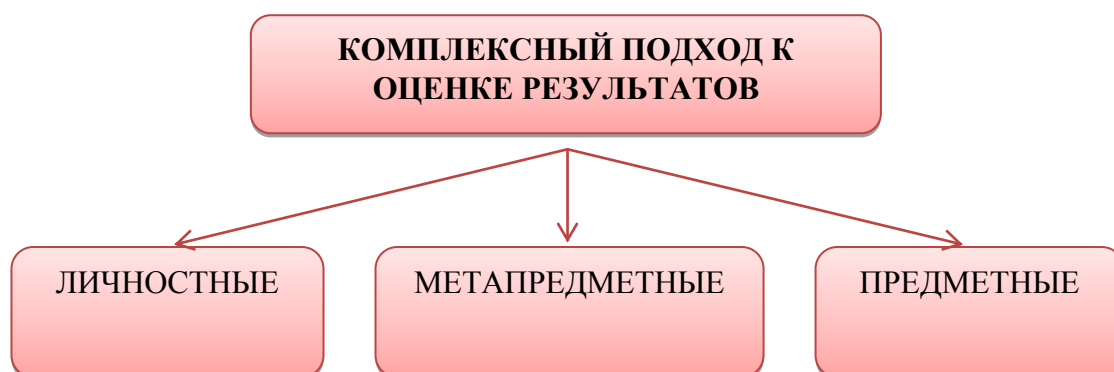 КОМПЛЕКСНЫЙ ПОДХОД К
ОЦЕНКЕ РЕЗУЛЬТАТОВ
ЛИЧНОСТНЫЕ
МЕТАПРЕДМЕТНЫЕ
ПРЕДМЕТНЫЕ